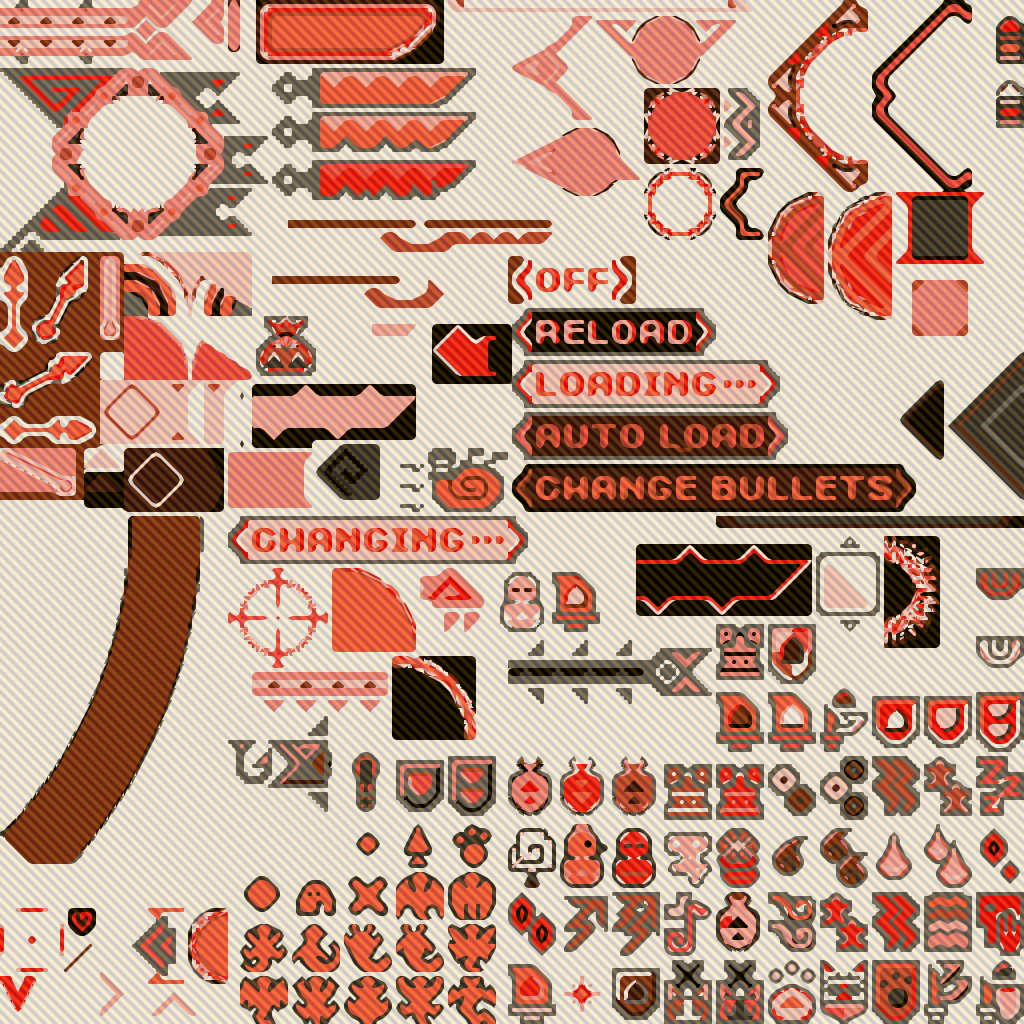 OFF
RELOAD
LOADING...
AUTO LOAD
CHANGE BULLETS
CHANGING...